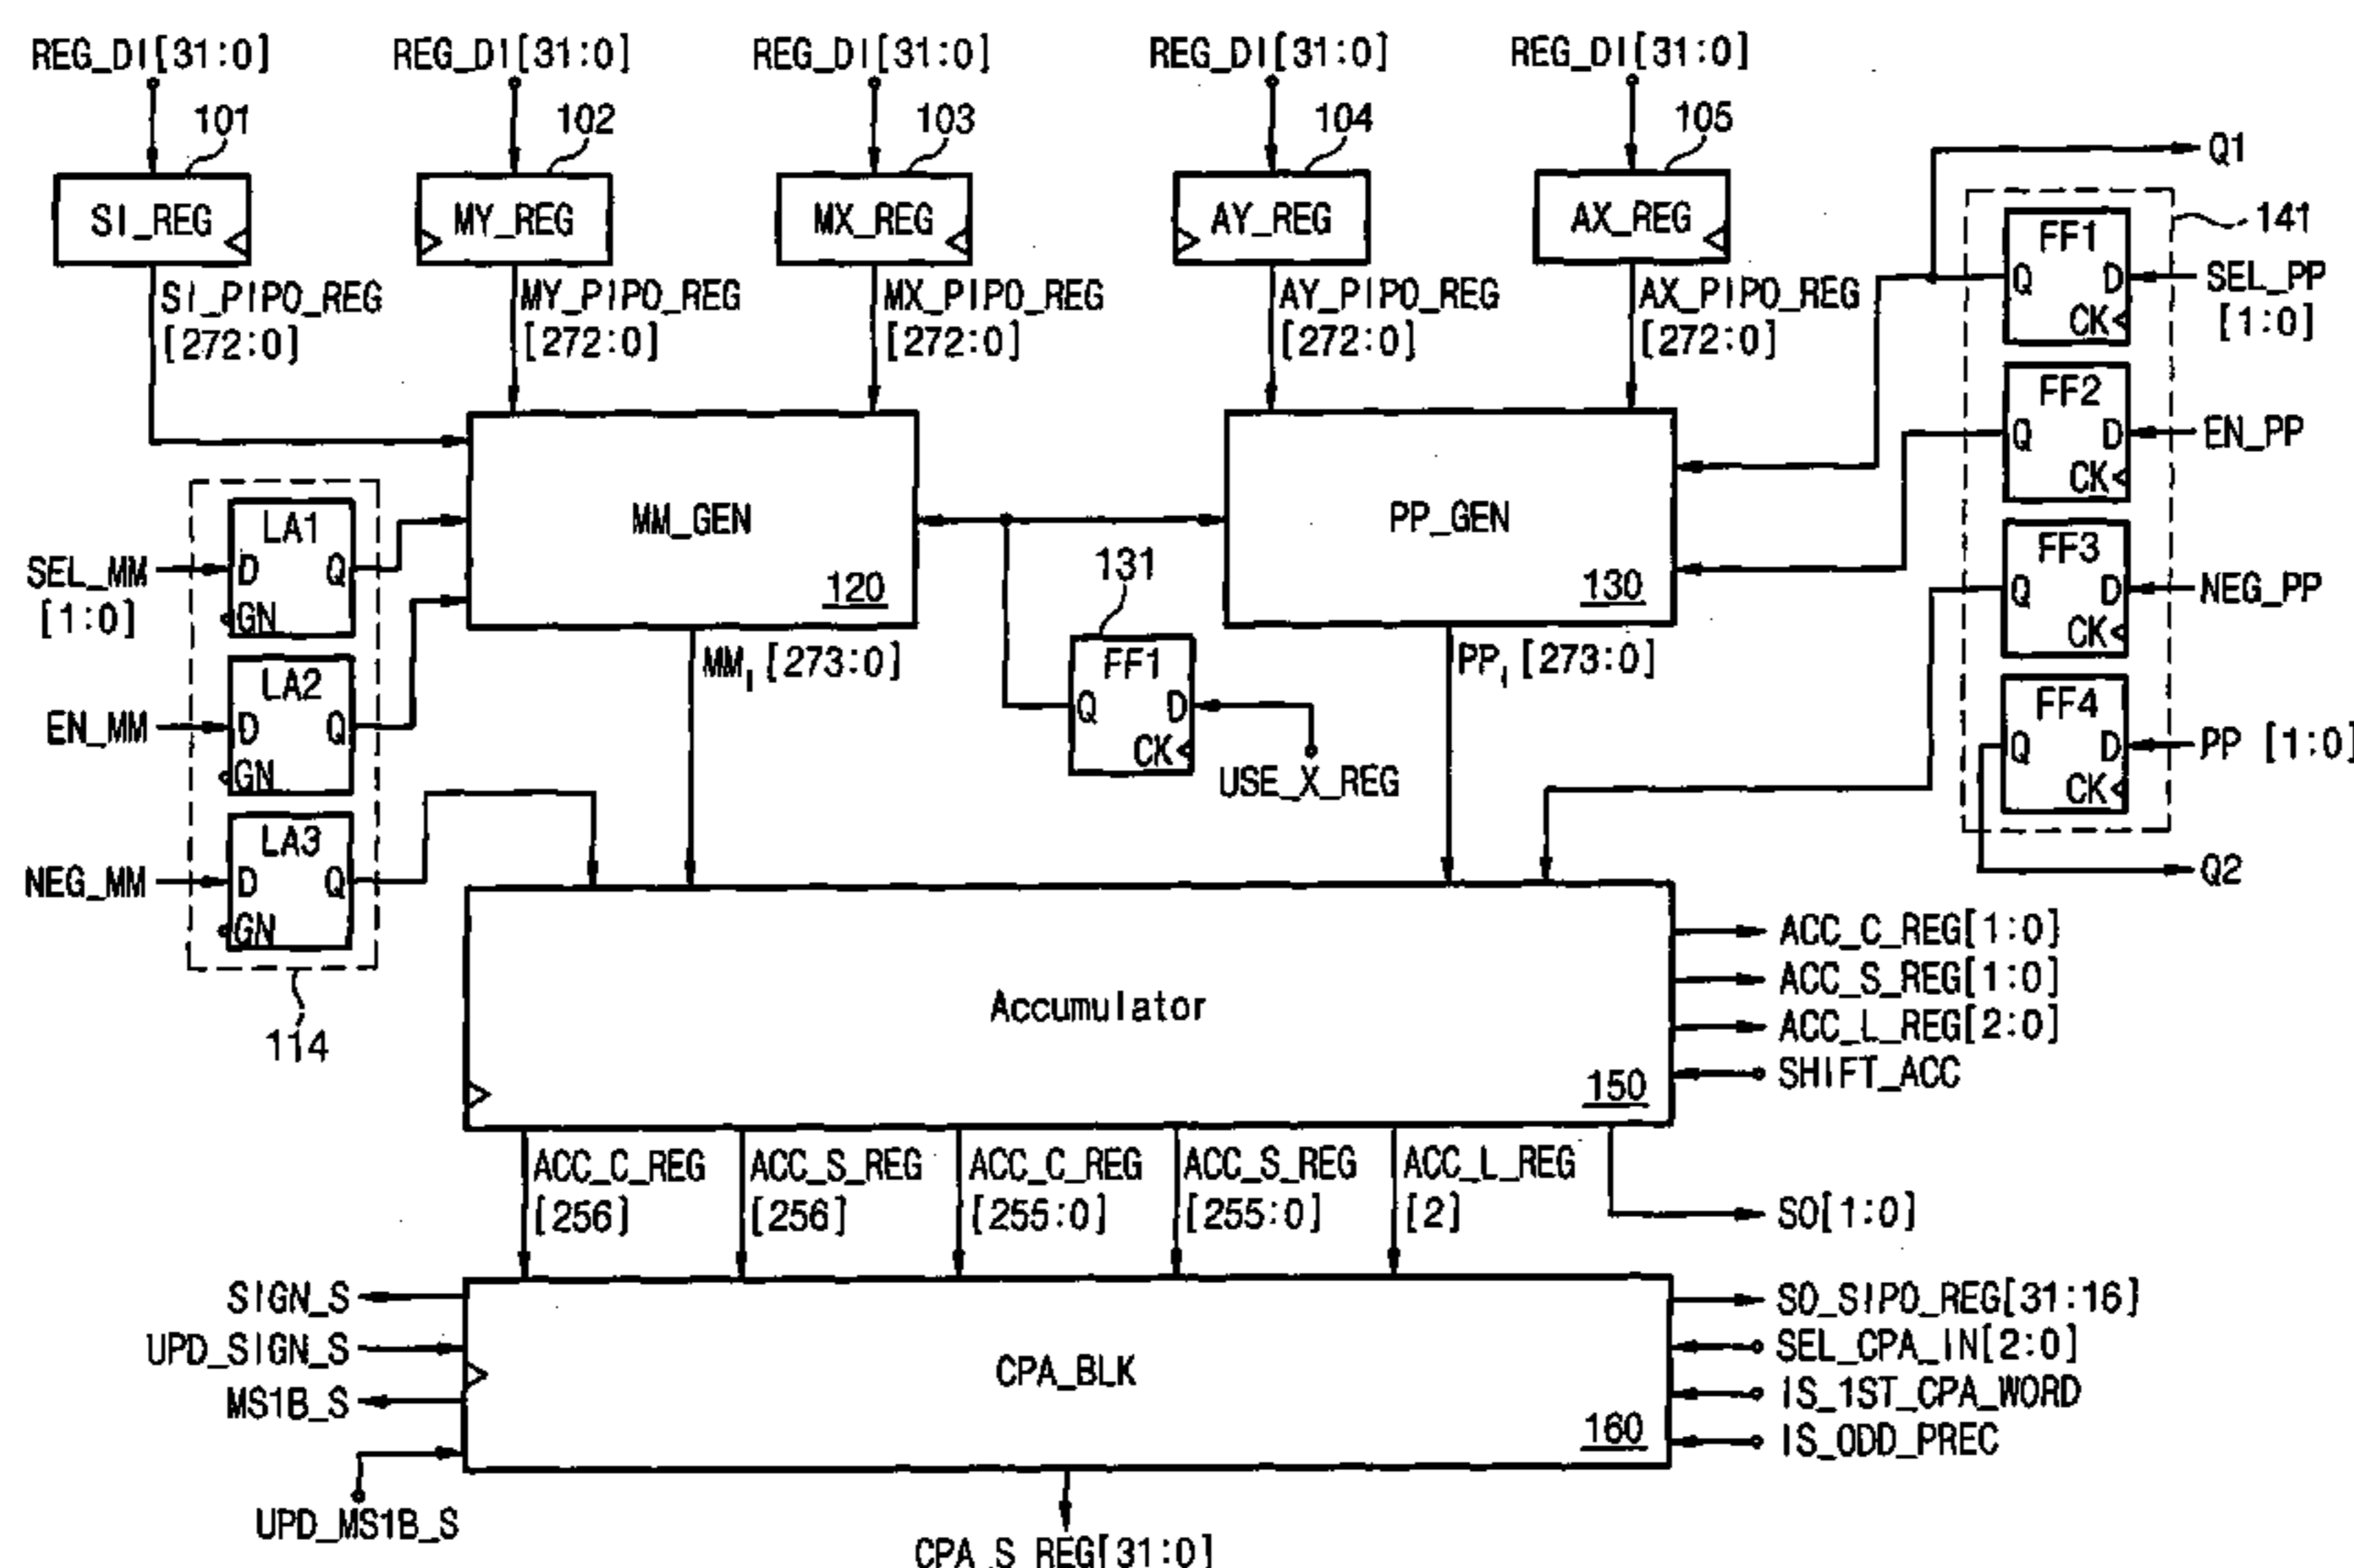 REG_DI[31:0] REG_DI[31:0] REG_DI[31:0] REG_DI[31:0] REG_DI[31:0]
101 102 103 104 105
Q1
SI_REG MY_REG MX_REG AY_REG AX_REG
141
FF1
Q D
CK
SEL_PP
[1:0]
SI_PIPO_REG
[272:0]
MY_PIPO_REG
[272:0]
MX_PIPO_REG
[272:0]
AY_PIPO_REG
[272:0]
AX_PIPO_REG
[272:0]
FF2
Q D
CK
EN_PP
MM_GEN
120
PP_GEN
130
LA1
D Q
GN
SEL_MM
[1:0]
FF3
Q D
CK
NEG_PP
131
FF1
Q D
CK
USE_X_REG
MMI [273:0]
PPI [273:0]
LA2
D Q
GN
EN_MM
FF4
Q D
CK
PP [1:0]
LA3
D Q
GN
NEG_MM
114
Q2
Accumulator
150
ACC_C_REG[1:0]
ACC_S_REG[1:0]
ACC_L_REG[2:0]
SHIFT_ACC
ACC_C_REG
[256]
ACC_S_REG
[256]
ACC_C_REG
[255:0]
ACC_S_REG
[255:0]
ACC_L_REG
[2]
SO[1:0]
SIGN_S
UPD_SIGN_S
MS1B_S
UPD_MS1B_S
CPA_BLK
160
SO_SIPO_REG[31:16]
SEL_CPA_IN[2:0]
IS_1ST_CPA_WORD
IS_ODD_PREC
CPA_S_REG[31:0]